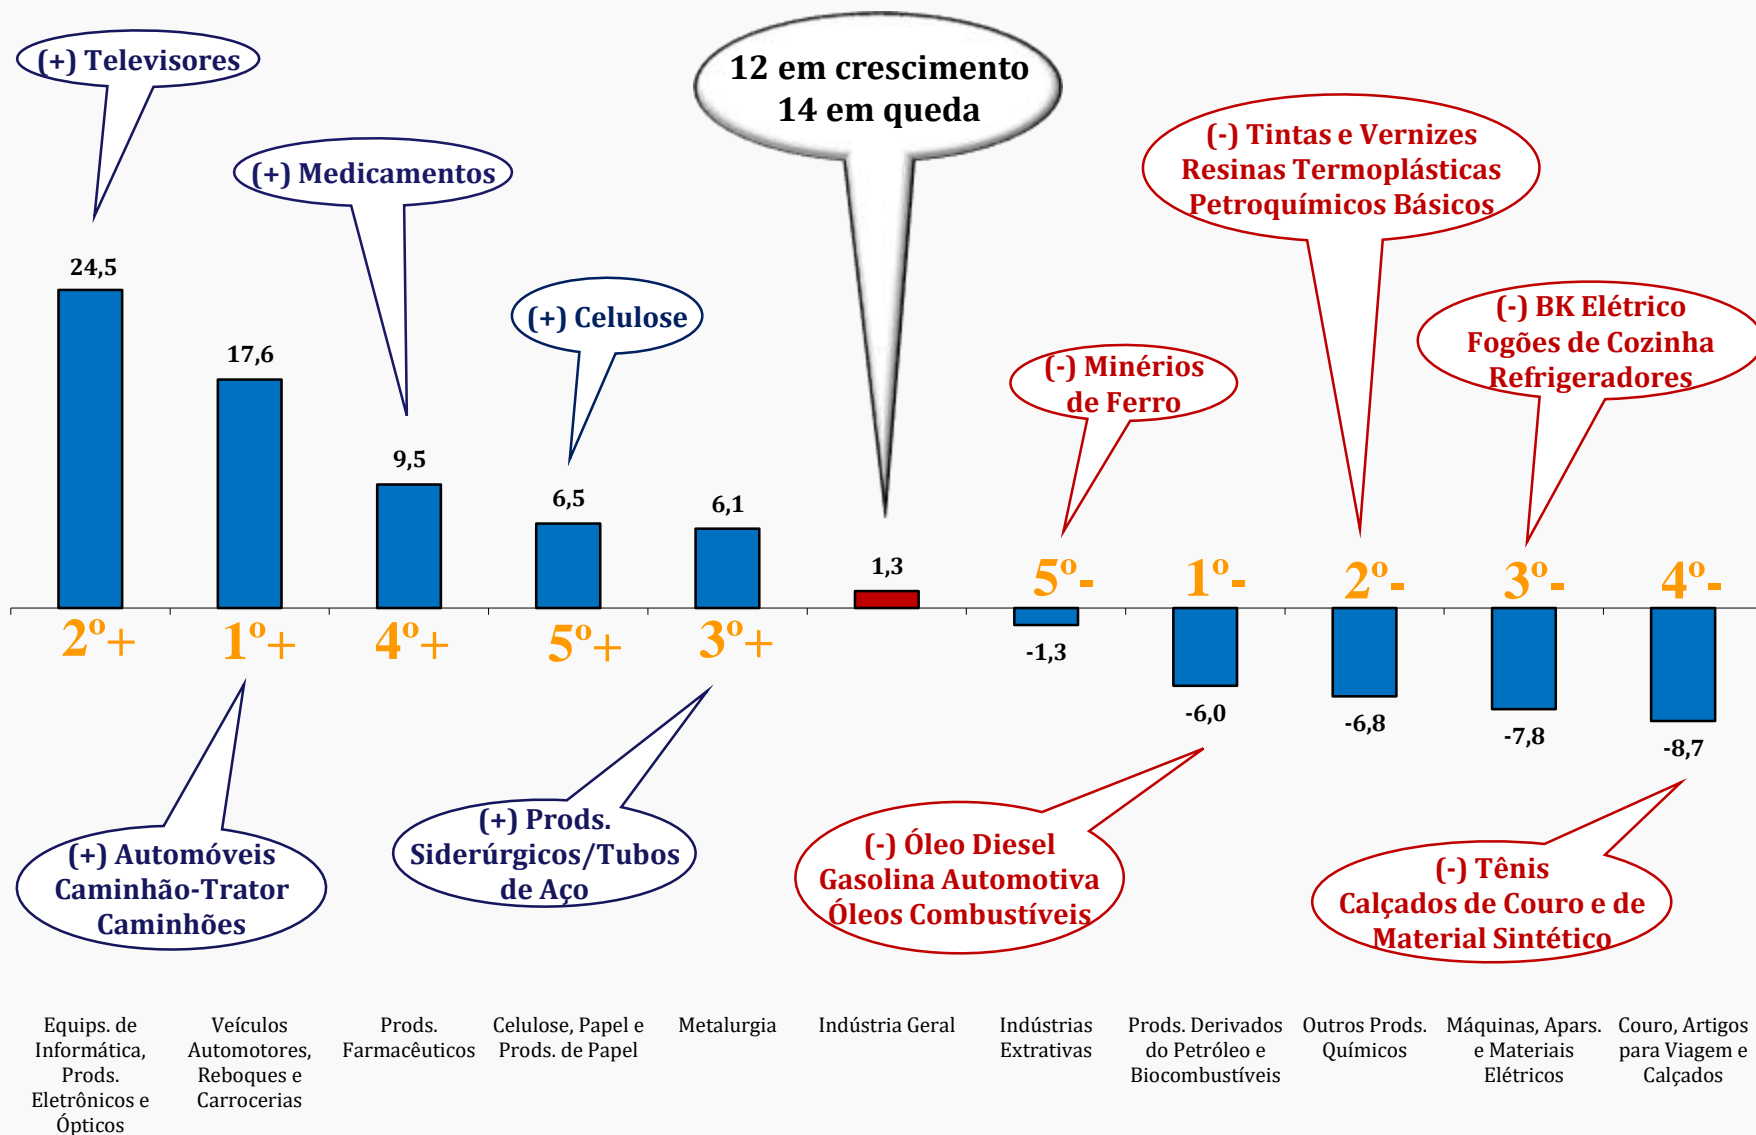 (+) Televisores
12 em crescimento
14 em queda
(-) Tintas e Vernizes
Resinas Termoplásticas
Petroquímicos Básicos
(+) Medicamentos
(+) Celulose
(-) BK Elétrico
Fogões de Cozinha
Refrigeradores
(-) Minérios
de Ferro
24,5
17,6
9,5
6,5
6,1
1,3
5º-
1º-
2º-
3º-
4º-
2º+
1º+
4º+
5º+
3º+
-1,3
-6,0
-6,8
-7,8
-8,7
(+) Automóveis
Caminhão-Trator
Caminhões
(+) Prods.
Siderúrgicos/Tubos
de Aço
(-) Óleo Diesel
Gasolina Automotiva
Óleos Combustíveis
(-) Tênis
Calçados de Couro e de
Material Sintético
Equips. de
Informática,
Prods.
Eletrônicos e
Ópticos
Veículos
Automotores,
Reboques e
Carrocerias
Prods.
Farmacêuticos
Celulose, Papel e
Prods. de Papel
Metalurgia
Indústria Geral
Indústrias
Extrativas
Prods. Derivados
do Petróleo e
Biocombustíveis
Outros Prods.
Químicos
Máquinas, Apars.
e Materiais
Elétricos
Couro, Artigos
para Viagem e
Calçados